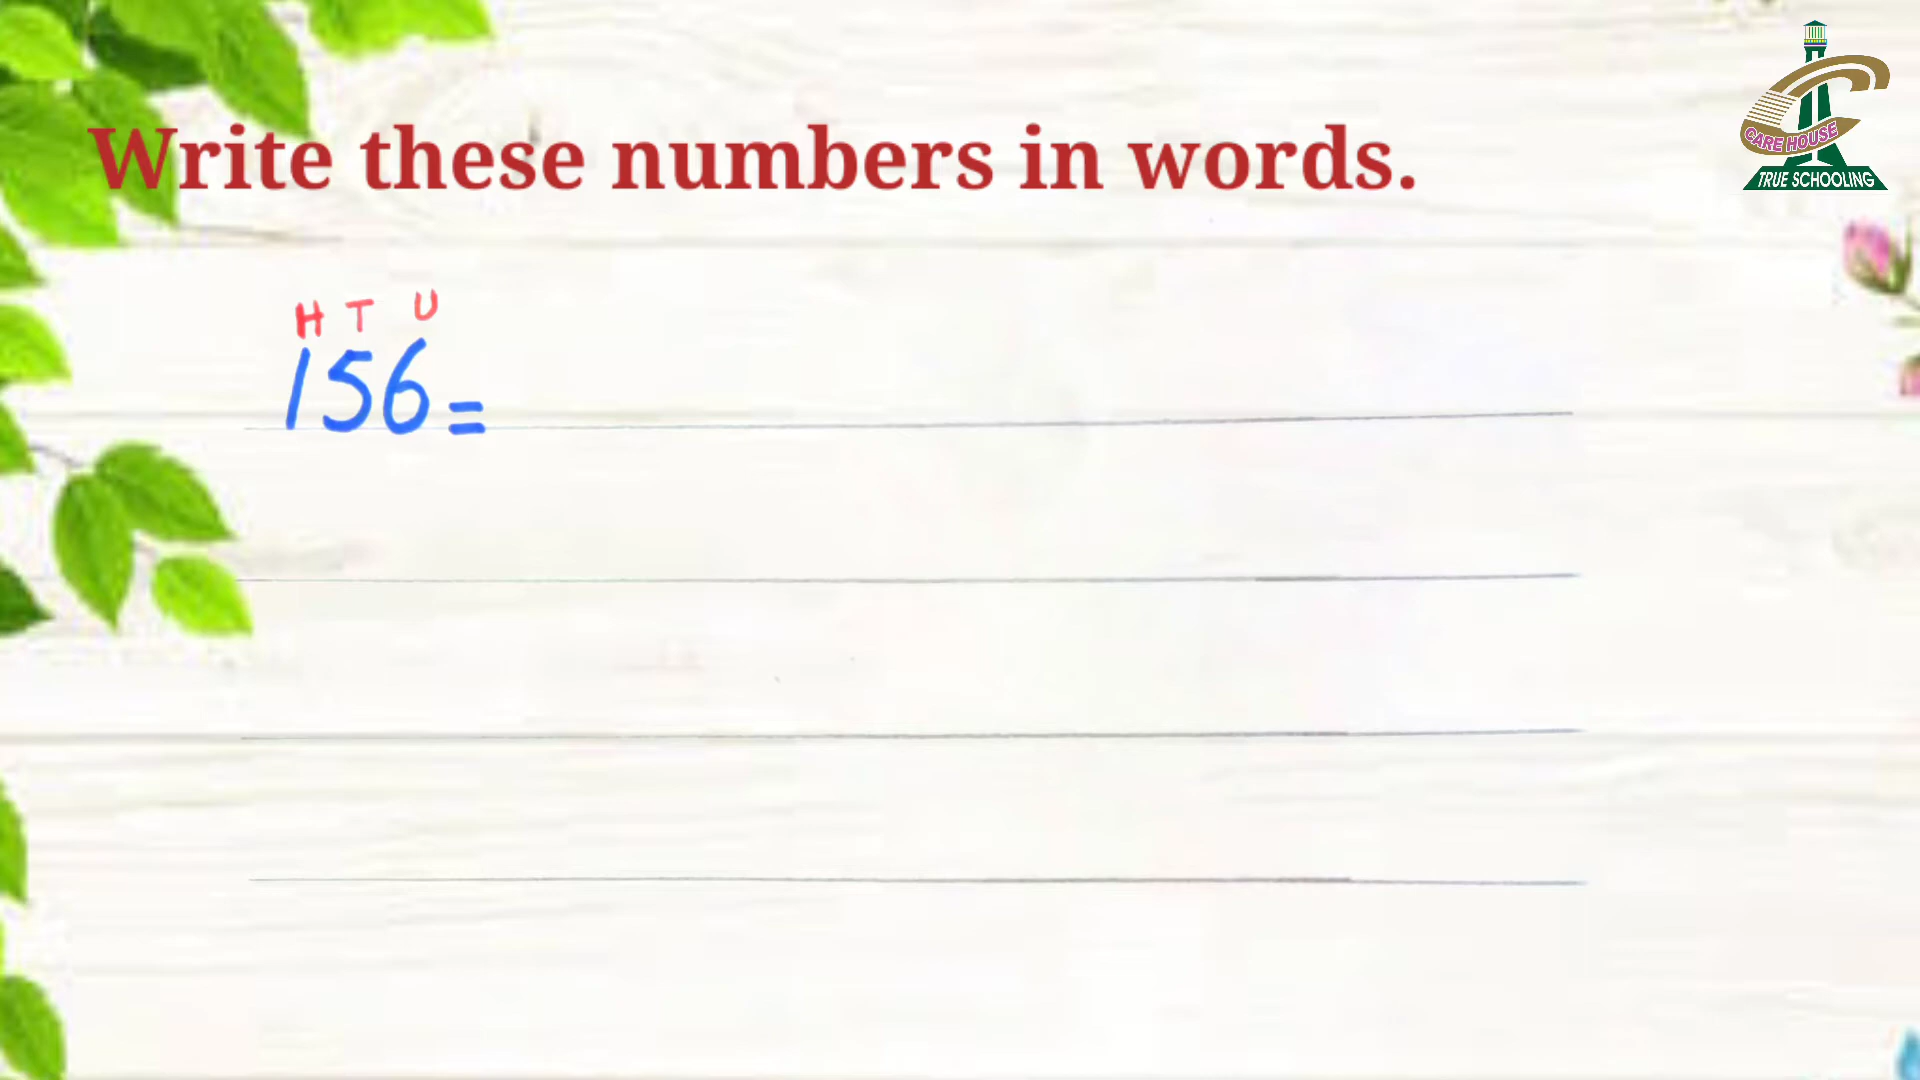 Write these numbers in words.
CARE HOUSE
TRUE SCHOOLING
H T U
156=